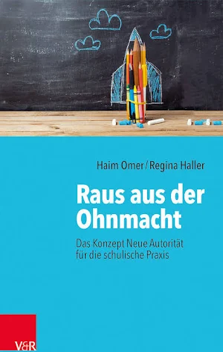 Haim Omer/Regina Haller
Raus aus der
Ohnmacht
Das Konzept Neue Autorität
für die schulische Praxis
V&R